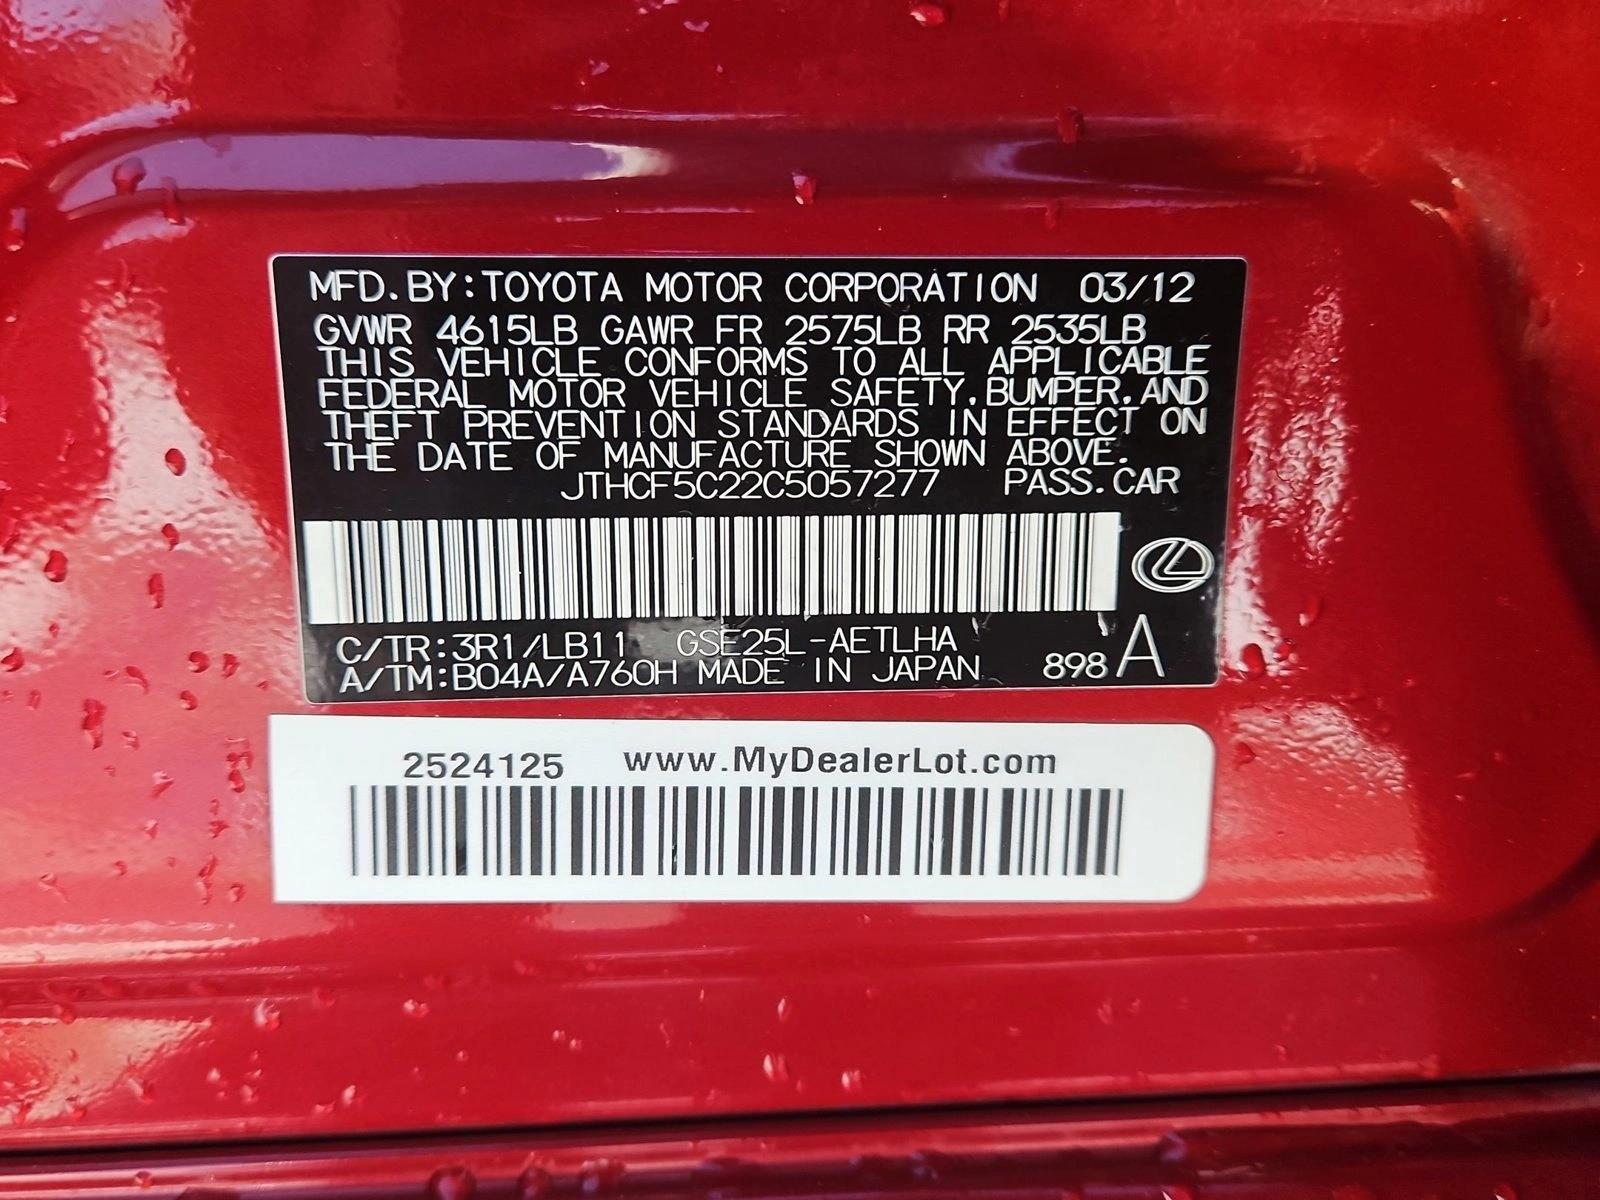 MFD.BY:TOYOTA MOTOR CORPORATION 03/12
GVWR 4615LB GAWR FR 2575LB RR 2535LB
THIS VEHICLE CONFORMS TO ALL APPLICABLE
FEDERAL MOTOR VEHICLE SAFETY,BUMPER,AND
THEFT PREVENTION STANDARDS IN EFFECT ON
THE DATE OF MANUFACTURE SHOWN ABOVE.
JTHCF5C22C5057277 PASS.CAR
C/TR:3R1/LB11 GSE25L-AETLHA
A/TM:B04A/A760H MADE IN JAPAN 898 A
2524125 www.MyDealerLot.com